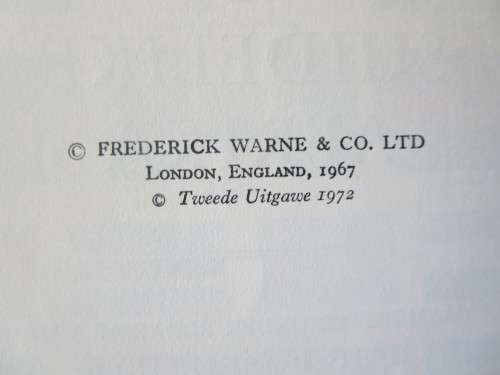 © FREDERICK WARNE & CO. LTD
LONDON, ENGLAND, 1967
© Tweede Uitgawe 1972